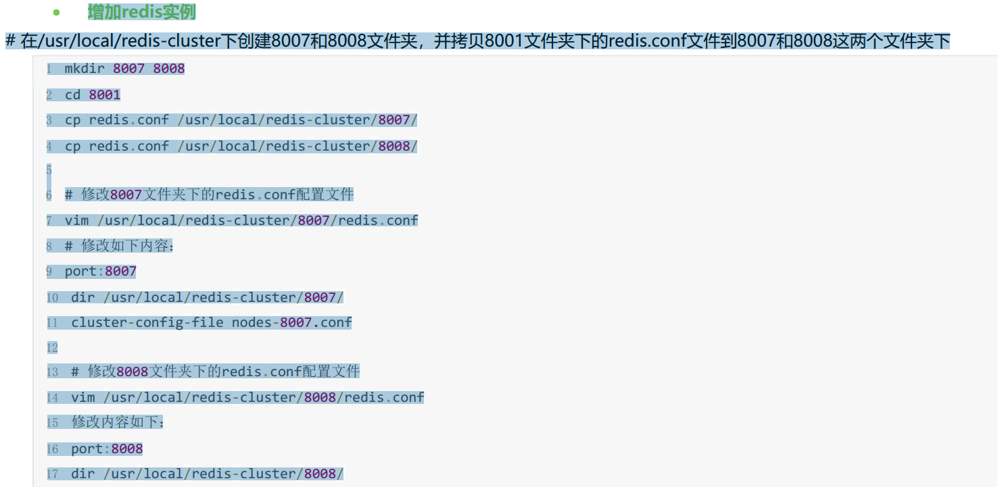 • 增加redis实例
# 在/usr/local/redis-cluster下创建8007和8008文件夹，并拷贝8001文件夹下的redis.conf文件到8007和8008这两个文件夹下
1 mkdir 8007 8008
2 cd 8001
3 cp redis.conf /usr/local/redis-cluster/8007/
4 cp redis.conf /usr/local/redis-cluster/8008/
5
6 # 修改8007文件夹下的redis.conf配置文件
7 vim /usr/local/redis-cluster/8007/redis.conf
8 # 修改如下内容：
9 port:8007
10 dir /usr/local/redis-cluster/8007/
11 cluster-config-file nodes-8007.conf
12
13 # 修改8008文件夹下的redis.conf配置文件
14 vim /usr/local/redis-cluster/8008/redis.conf
15 修改内容如下：
16 port:8008
17 dir /usr/local/redis-cluster/8008/